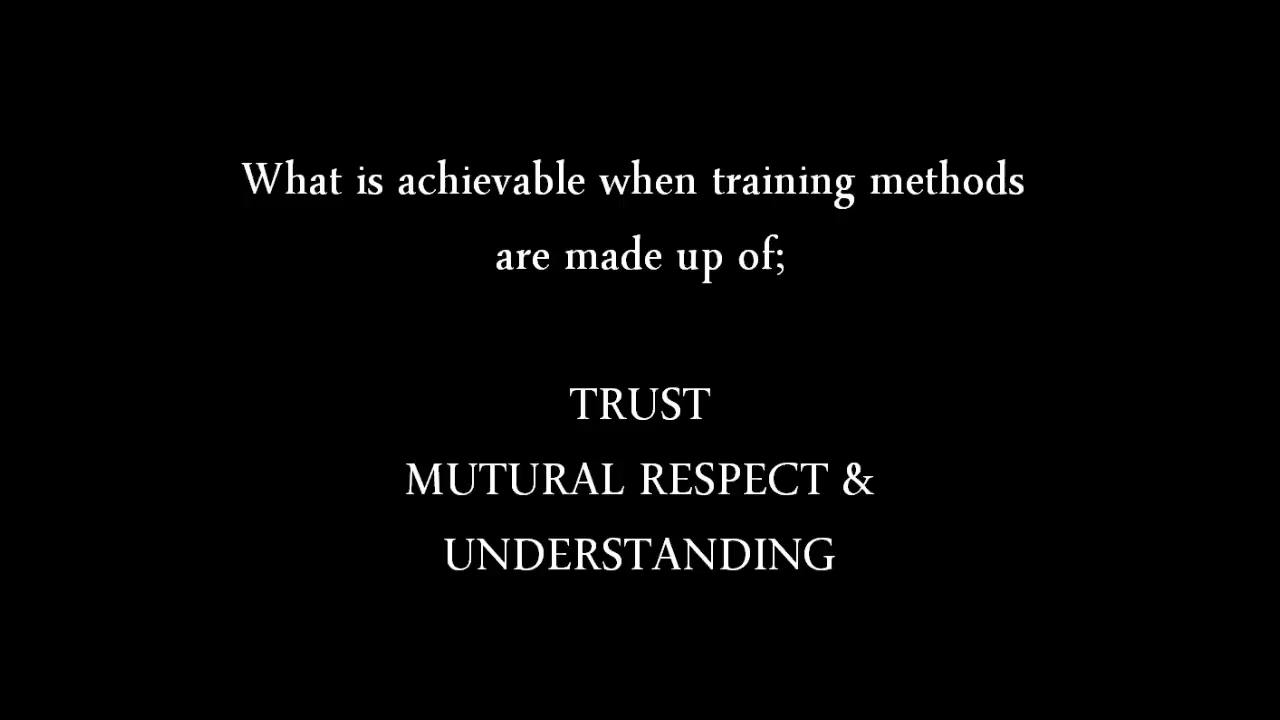 What is achievable when training methods
are made up of;
TRUST
MUTURAL RESPECT &
UNDERSTANDING